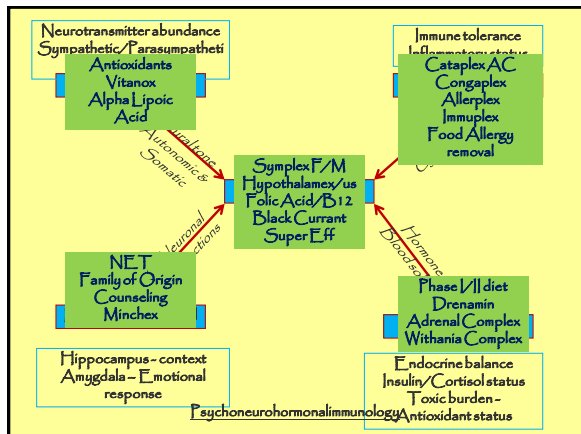 Neurotransmitter abundance
Sympathetic/Parasympatheti
Antioxidants
Vitanox
Alpha Lipoic
Acid
Immune tolerance
Inflammatory status
Cataplex AC
Congaplex
Allerplex
Immuplex
Food Allergy
removal
Autonomic &
Somatic
Symplex F/M
Hypothalamex/us
Folic Acid/B12
Black Currant
Super Eff
Hormone
NET
Family of Origin
Counseling
Minchex
Phase I/II diet
Drenamin
Adrenal Complex
Withania Complex
Hippocampus - context
Amygdala – Emotional
response
Endocrine balance
Insulin/Cortisol status
Toxic burden -
Antioxidant status
Psychoneurohormonalimmunology